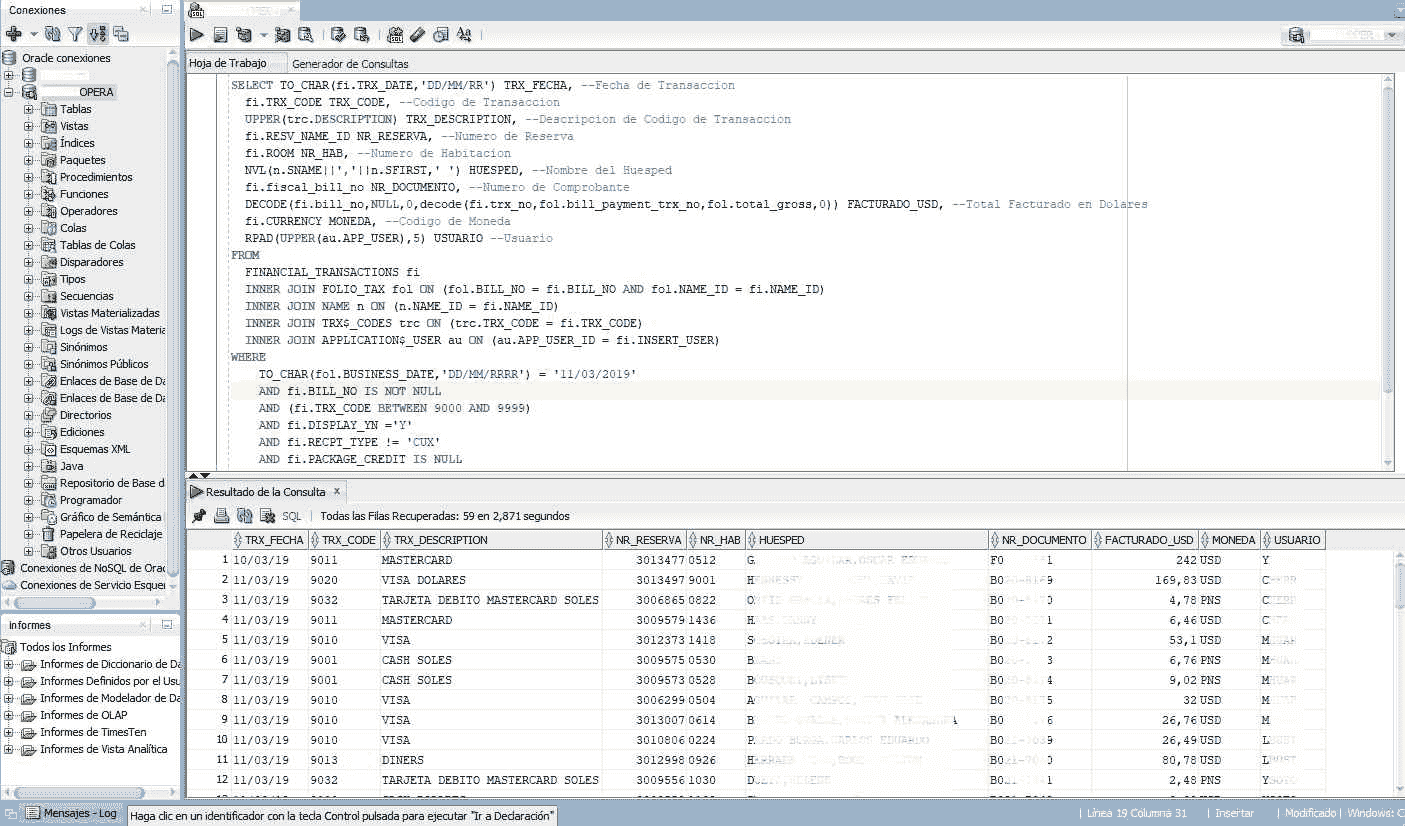 Conexiones
Oracle conexiones
OPERA
Tablas
Vistas
Índices
Paquetes
Procedimientos
Funciones
Operadores
Colas
Tablas de Colas
Disparadores
Tipos
Secuencias
Vistas Materializadas
Logs de Vistas Materia
Sinónimos
Sinónimos Públicos
Enlaces de Base de Da
Enlaces de Base de Da
Directorios
Ediciones
Esquemas XML
Java
Repositorio de Base d
Programador
Gráfico de Semántica
Papelera de Reciclaje
Otros Usuarios
Conexiones de NoSQL de Orac
Conexiones de Servicio Esquer
Informes
Todos los Informes
Informes de Diccionario de Da
Informes Definidos por el Usu
Informes de Modelador de Da
Informes de OLAP
Informes de TimesTen
Informes de Vista Analítica
Hoja de Trabajo Generador de Consultas
SELECT TO_CHAR(fi.TRX_DATE,'DD/MM/RR') TRX_FECHA, --Fecha de Transaccion
fi.TRX_CODE TRX_CODE, --Codigo de Transaccion
UPPER(trc.DESCRIPTION) TRX_DESCRIPTION, --Descripcion de Codigo de Transaccion
fi.RESV_NAME_ID NR_RESERVA, --Numero de Reserva
fi.ROOM NR_HAB, --Numero de Habitacion
NVL(n.SNAME||','||n.SFIRST,' ') HUESPED, --Nombre del Huesped
fi.fiscal_bill_no NR_DOCUMENTO, --Numero de Comprobante
DECODE(fi.bill_no,NULL,0,decode(fi.trx_no,fol.bill_payment_trx_no,fol.total_gross,0)) FACTURADO_USD, --Total Facturado en Dolares
fi.CURRENCY MONEDA, --Codigo de Moneda
RPAD(UPPER(au.APP_USER),5) USUARIO --Usuario
FROM
FINANCIAL_TRANSACTIONS fi
INNER JOIN FOLIO_TAX fol ON (fol.BILL_NO = fi.BILL_NO AND fol.NAME_ID = fi.NAME_ID)
INNER JOIN NAME n ON (n.NAME_ID = fi.NAME_ID)
INNER JOIN TRX$_CODES trc ON (trc.TRX_CODE = fi.TRX_CODE)
INNER JOIN APPLICATION$_USER au ON (au.APP_USER_ID = fi.INSERT_USER)
WHERE
TO_CHAR(fol.BUSINESS_DATE,'DD/MM/RRRR') = '11/03/2019'
AND fi.BILL_NO IS NOT NULL
AND (fi.TRX_CODE BETWEEN 9000 AND 9999)
AND fi.DISPLAY_YN ='Y'
AND fi.RECPT_TYPE != 'CUX'
AND fi.PACKAGE_CREDIT IS NULL
Resultado de la Consulta x
SQL | Todas las Filas Recuperadas: 59 en 2,871 segundos
TRX_FECHA TRX_CODE TRX_DESCRIPTION NR_RESERVA NR_HAB HUESPED NR_DOCUMENTO FACTURADO_USD MONEDA USUARIO
1 10/03/19 9011 MASTERCARD 3013477 0512 242 USD
2 11/03/19 9020 VISA DOLARES 3013497 9001 169,83 USD
3 11/03/19 9032 TARJETA DEBITO MASTERCARD SOLES 3006865 0822 4,78 PNS
4 11/03/19 9011 MASTERCARD 3009579 1436 6,46 USD
5 11/03/19 9010 VISA 3012373 1418 53,1 USD
6 11/03/19 9001 CASH SOLES 3009575 0530 6,76 PNS
7 11/03/19 9001 CASH SOLES 3009573 0528 9,02 PNS
8 11/03/19 9010 VISA 3006299 0504 32 USD
9 11/03/19 9010 VISA 3013007 0614 26,76 USD
10 11/03/19 9010 VISA 3010806 0224 26,49 USD
11 11/03/19 9013 DINERS 3012998 0926 80,78 USD
12 11/03/19 9032 TARJETA DEBITO MASTERCARD SOLES 3009556 1030 2,48 PNS
Mensajes - Log
Haga clic en un identificador con la tecla Control pulsada para ejecutar "Ir a Declaración"
Línea 19 Columna 31 | Insertar | Modificado | Windows: C